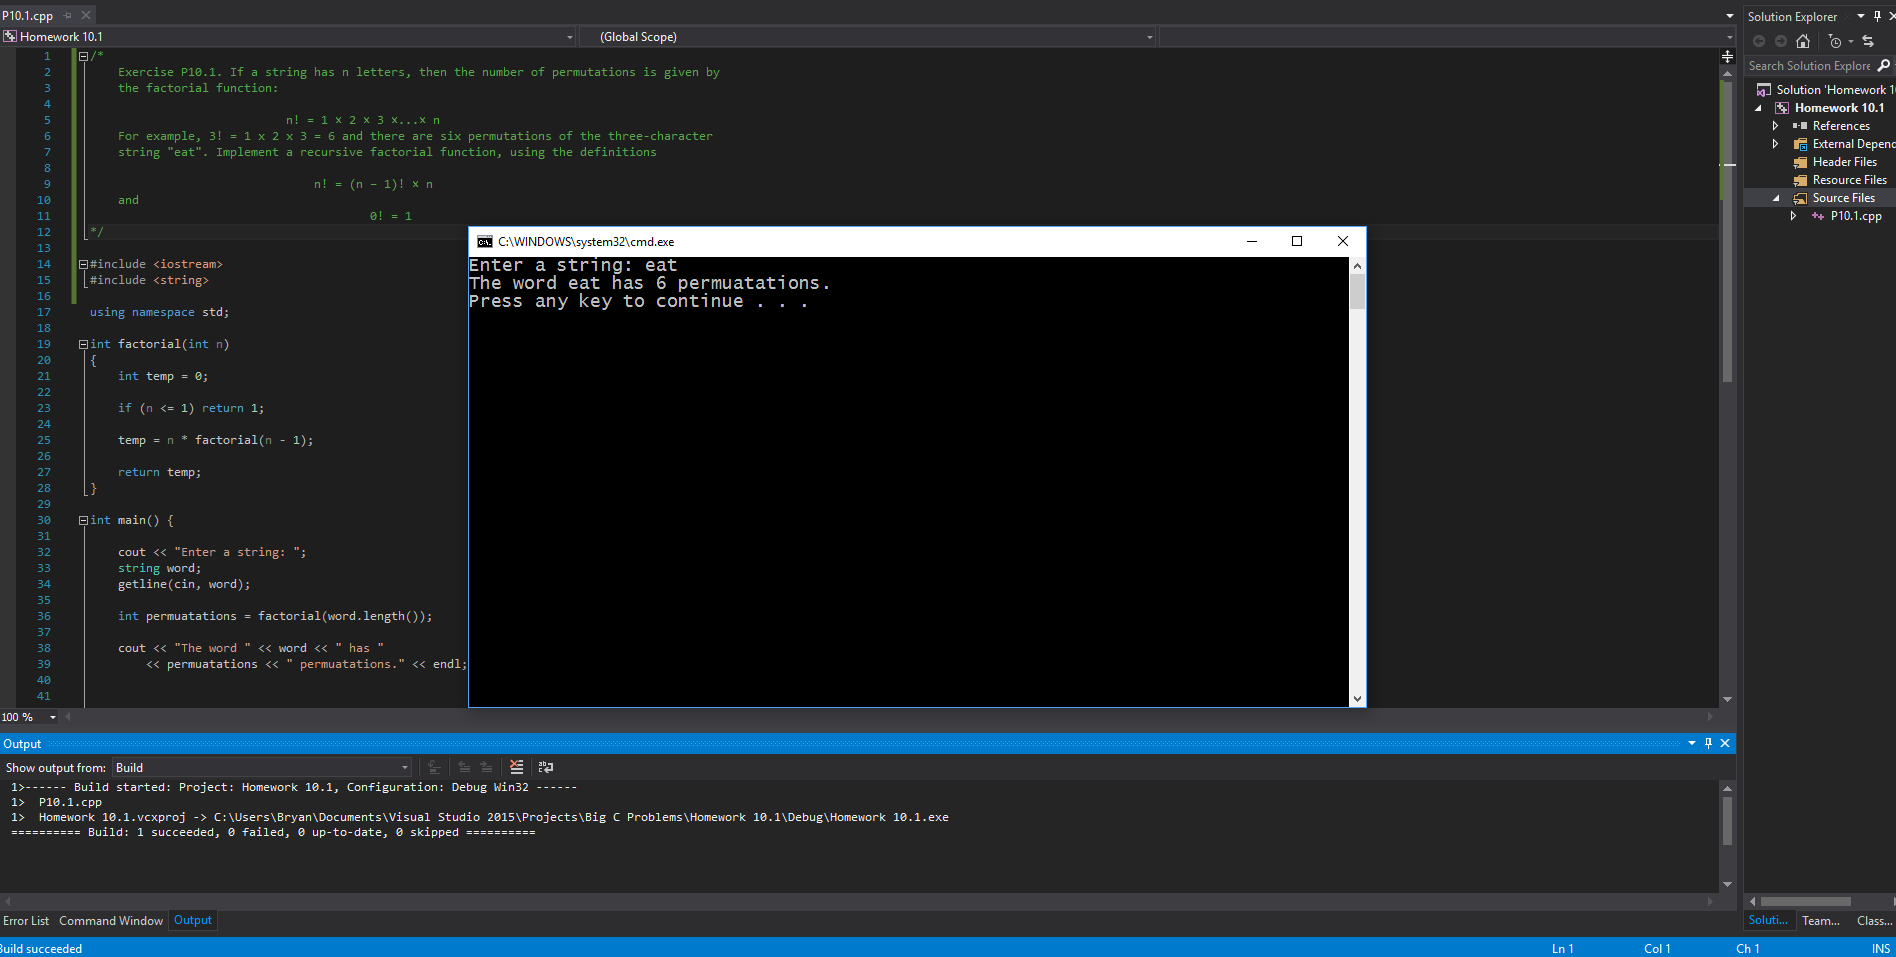 P10.1.cpp
Homework 10.1
(Global Scope)
1 /*
2 Exercise P10.1. If a string has n letters, then the number of permutations is given by
3 the factorial function:
4
5 n! = 1 x 2 x 3 x...x n
6 For example, 3! = 1 x 2 x 3 = 6 and there are six permutations of the three-character
7 string "eat". Implement a recursive factorial function, using the definitions
8
9 n! = (n − 1)! × n
10 and
11 0! = 1
12 */
13
14 #include <iostream>
15 #include <string>
16
17 using namespace std;
18
19 int factorial(int n)
20 {
21 int temp = 0;
22
23 if (n <= 1) return 1;
24
25 temp = n * factorial(n - 1);
26
27 return temp;
28 }
29
30 int main() {
31
32 cout << "Enter a string: ";
33 string word;
34 getline(cin, word);
35
36 int permuatations = factorial(word.length());
37
38 cout << "The word " << word << " has "
39 << permuatations << " permuatations." << endl;
40
41
100 %
C:\WINDOWS\system32\cmd.exe
Enter a string: eat
The word eat has 6 permuatations.
Press any key to continue . . .
Solution Explorer
Search Solution Explore
Solution 'Homework 10
Homework 10.1
References
External Depend
Header Files
Resource Files
Source Files
P10.1.cpp
Output
Show output from: Build
1>------ Build started: Project: Homework 10.1, Configuration: Debug Win32 ------
1> P10.1.cpp
1> Homework 10.1.vcxproj -> C:\Users\Bryan\Documents\Visual Studio 2015\Projects\Big C Problems\Homework 10.1\Debug\Homework 10.1.exe
========== Build: 1 succeeded, 0 failed, 0 up-to-date, 0 skipped ==========
Error List Command Window Output
Soluti... Team... Class...
Build succeeded
Ln 1 Col 1 Ch 1 INS